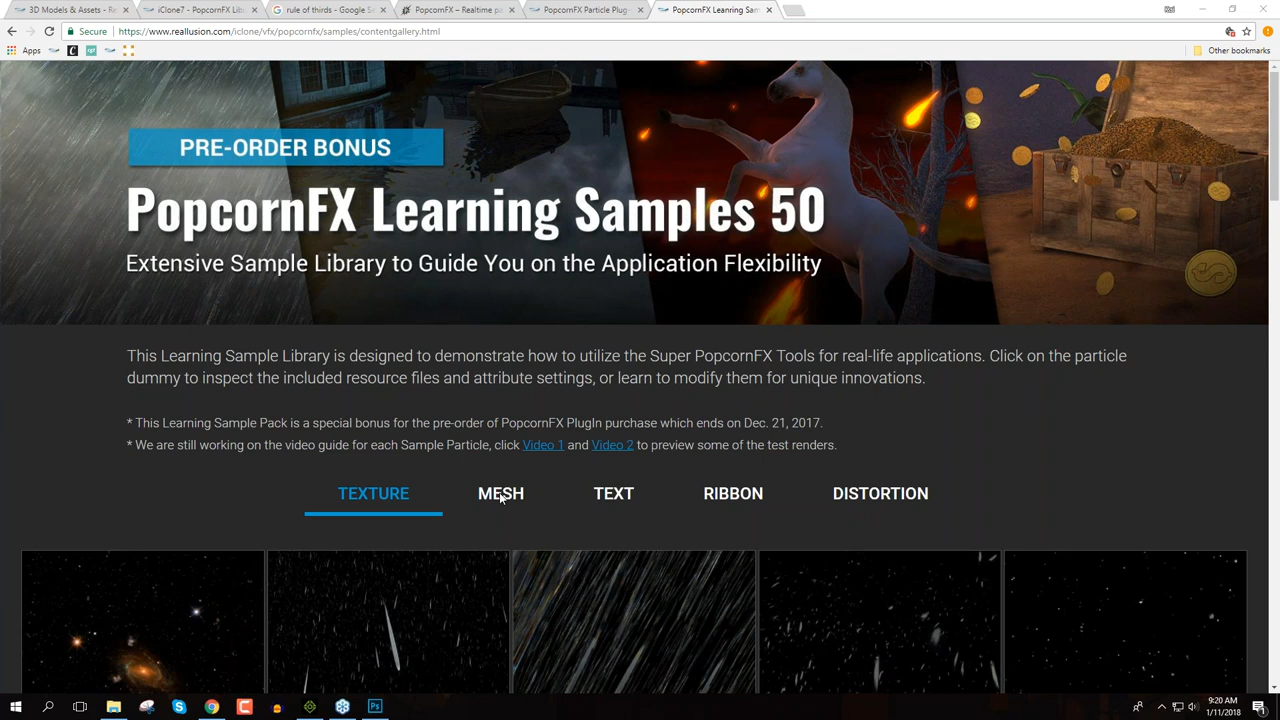 3D Models & Assets - Re
iClone7 - PopcornFX Lib
rule of thirds - Google Se
PopcornFX – Realtime pa
PopcornFX Particle Plug-
PopcornFX Learning Sam
Secure
https://www.reallusion.com/iclone/vfx/popcornfx/samples/contentgallery.html
Apps
Other bookmarks
PRE-ORDER BONUS
PopcornFX Learning Samples 50
Extensive Sample Library to Guide You on the Application Flexibility
This Learning Sample Library is designed to demonstrate how to utilize the Super PopcornFX Tools for real-life applications. Click on the particle
dummy to inspect the included resource files and attribute settings, or learn to modify them for unique innovations.
* This Learning Sample Pack is a special bonus for the pre-order of PopcornFX PlugIn purchase which ends on Dec. 21, 2017.
* We are still working on the video guide for each Sample Particle, click Video 1 and Video 2 to preview some of the test renders.
TEXTURE MESH TEXT RIBBON DISTORTION
9:20 AM
1/11/2018